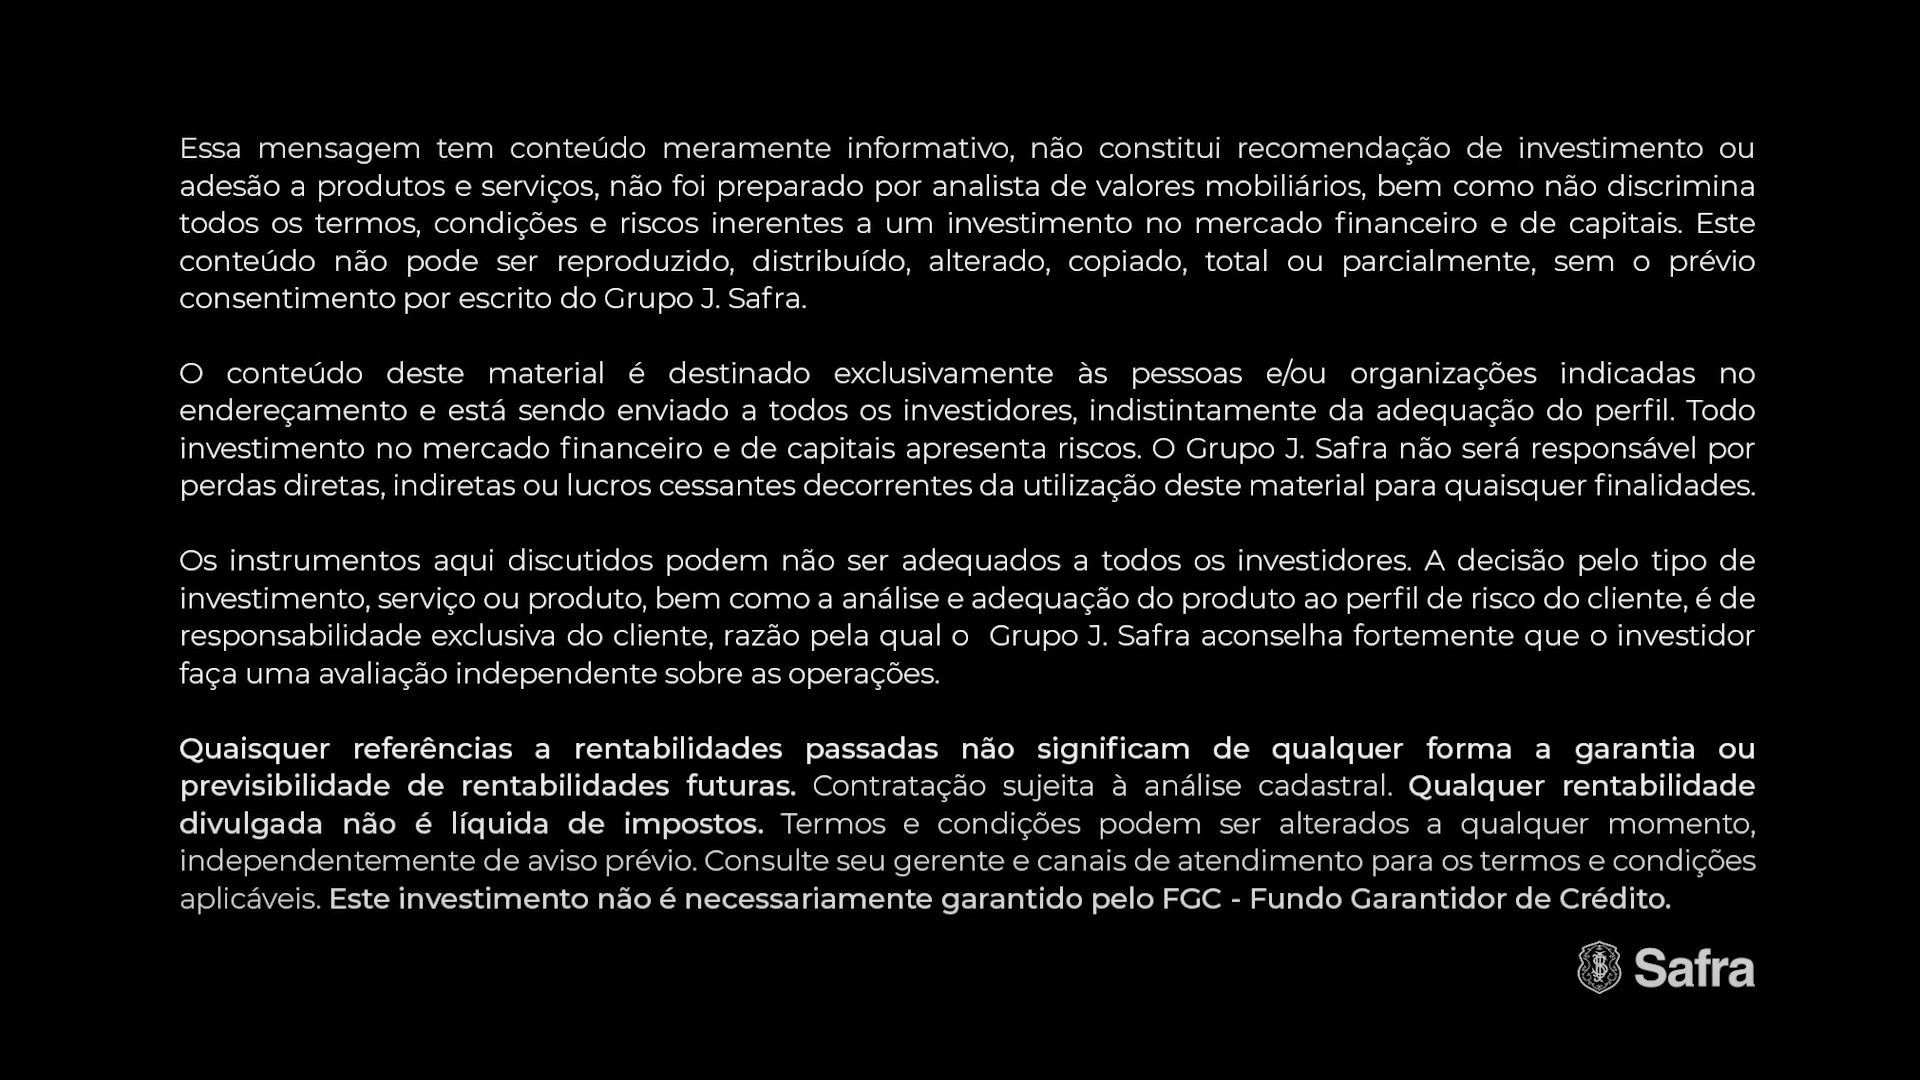 Essa mensagem tem conteúdo meramente informativo, não constitui recomendação de investimento ou
adesão a produtos e serviços, não foi preparado por analista de valores mobiliários, bem como não discrimina
todos os termos, condições e riscos inerentes a um investimento no mercado financeiro e de capitais. Este
conteúdo não pode ser reproduzido, distribuído, alterado, copiado, total ou parcialmente, sem o prévio
consentimento por escrito do Grupo J. Safra.
O conteúdo deste material é destinado exclusivamente às pessoas e/ou organizações indicadas no
endereçamento e está sendo enviado a todos os investidores, indistintamente da adequação do perfil. Todo
investimento no mercado financeiro e de capitais apresenta riscos. O Grupo J. Safra não será responsável por
perdas diretas, indiretas ou lucros cessantes decorrentes da utilização deste material para quaisquer finalidades.
Os instrumentos aqui discutidos podem não ser adequados a todos os investidores. A decisão pelo tipo de
investimento, serviço ou produto, bem como a análise e adequação do produto ao perfil de risco do cliente, é de
responsabilidade exclusiva do cliente, razão pela qual o  Grupo J. Safra aconselha fortemente que o investidor
faça uma avaliação independente sobre as operações.
Quaisquer referências a rentabilidades passadas não significam de qualquer forma a garantia ou
previsibilidade de rentabilidades futuras. Contratação sujeita à análise cadastral. Qualquer rentabilidade
divulgada não é líquida de impostos. Termos e condições podem ser alterados a qualquer momento,
independentemente de aviso prévio. Consulte seu gerente e canais de atendimento para os termos e condições
aplicáveis. Este investimento não é necessariamente garantido pelo FGC - Fundo Garantidor de Crédito.
Safra